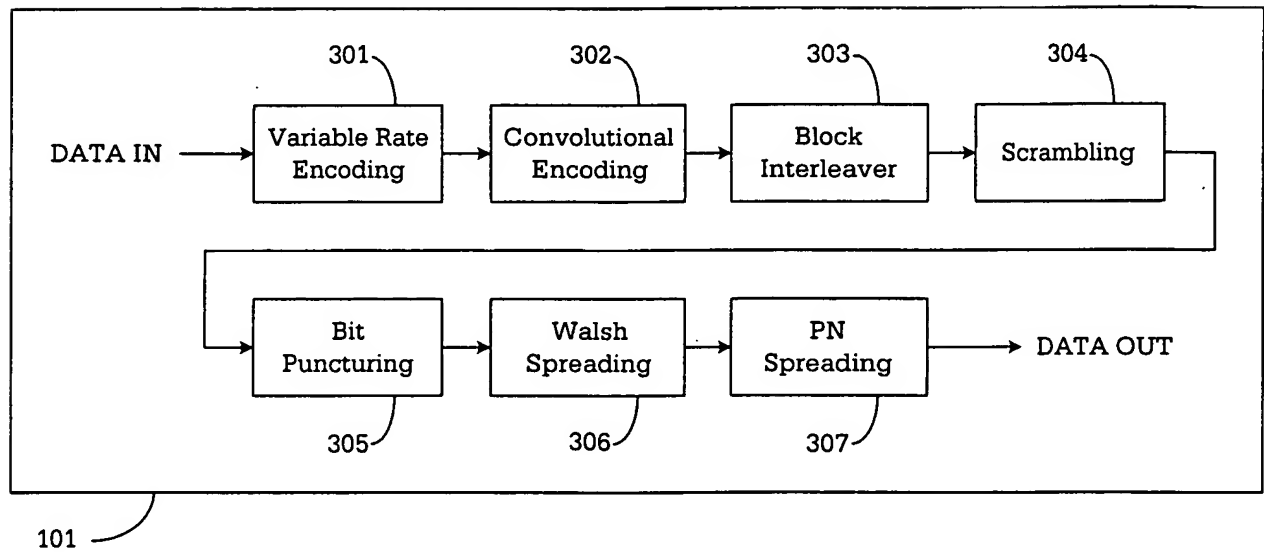 301
302
303
304
DATA IN
Variable Rate
Encoding
Convolutional
Encoding
Block
Interleaver
Scrambling
Bit
Puncturing
Walsh
Spreading
PN
Spreading
DATA OUT
305
306
307
101